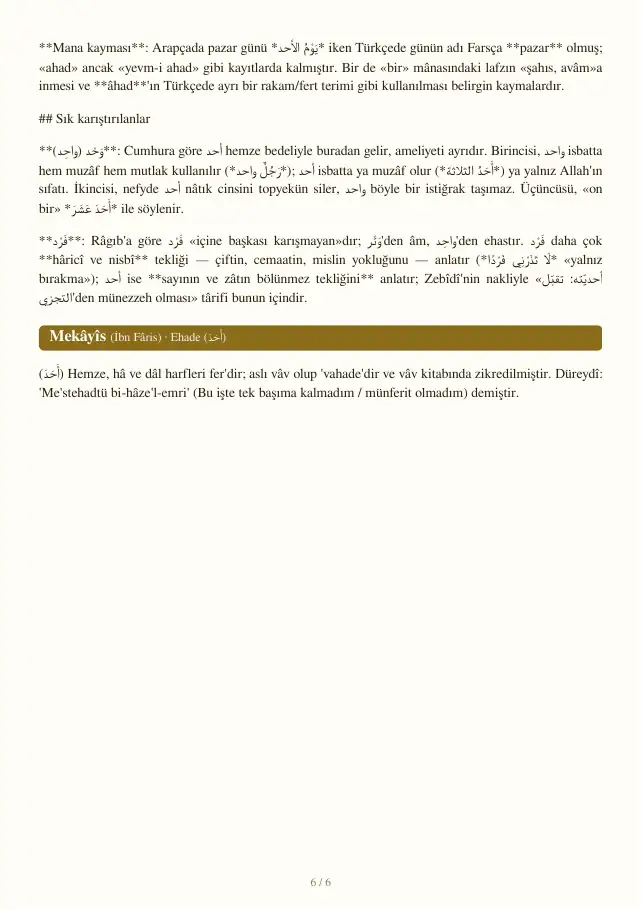 **Mana kayması**: Arapçada pazar günü *يَوْمُ الأحد* iken Türkçede günün adı Farsça **pazar** olmuş;
«ahad» ancak «yevm-i ahad» gibi kayıtlarda kalmıştır. Bir de «bir» mânasındaki lafzın «şahıs, avâm»a
inmesi ve **âhad**'ın Türkçede ayrı bir rakam/fert terimi gibi kullanılması belirgin kaymalardır.
## Sık karıştırılanlar
**وَحْد (واحِد)**: Cumhura göre أحد hemze bedeliyle buradan gelir, ameliyeti ayrıdır. Birincisi, واحد isbatta
hem muzâf hem mutlak kullanılır (*رَجُلٌ واحد*); أحد isbatta ya muzâf olur (*أَحَدُ الثلاثة*) ya yalnız Allah'ın
sıfatı. İkincisi, nefyde أحد nâtık cinsini topyekün siler, واحد böyle bir istiğrak taşımaz. Üçüncüsü, «on
bir» *أَحَدَ عَشَرَ* ile söylenir.
**فَرْد**: Râgıb'a göre فَرْد «içine başkası karışmayan»dır; وَتْر'den âm, واحِد'den ehastır. فَرْد daha çok
**hâricî ve nisbî** tekliği — çiftin, cemaatin, mislin yokluğunu — anlatır (*لَا تَذَرْنِي فَرْدًا* «yalnız
bırakma»); أحد ise **sayının ve zâtın bölünmez tekliğini** anlatır; Zebîdî'nin nakliyle «أحديّته: تقبّل
التجزي'den münezzeh olması» târifi bunun içindir.
Mekâyîs (İbn Fâris) · Ehade (أَحَدَ)
(أَحَدَ) Hemze, hâ ve dâl harfleri fer'dir; aslı vâv olup 'vahade'dir ve vâv kitabında zikredilmiştir. Düreydî:
'Me'stehadtü bi-hâze'l-emri' (Bu işte tek başıma kalmadım / münferit olmadım) demiştir.
6 / 6